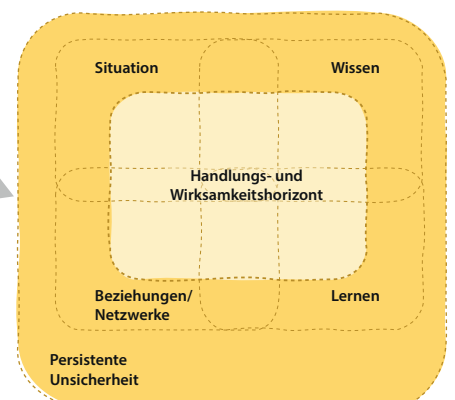 Situation
Wissen
Handlungs- und
Wirksamkeitshorizont
Beziehungen/
Netzwerke
Lernen
Persistente
Unsicherheit